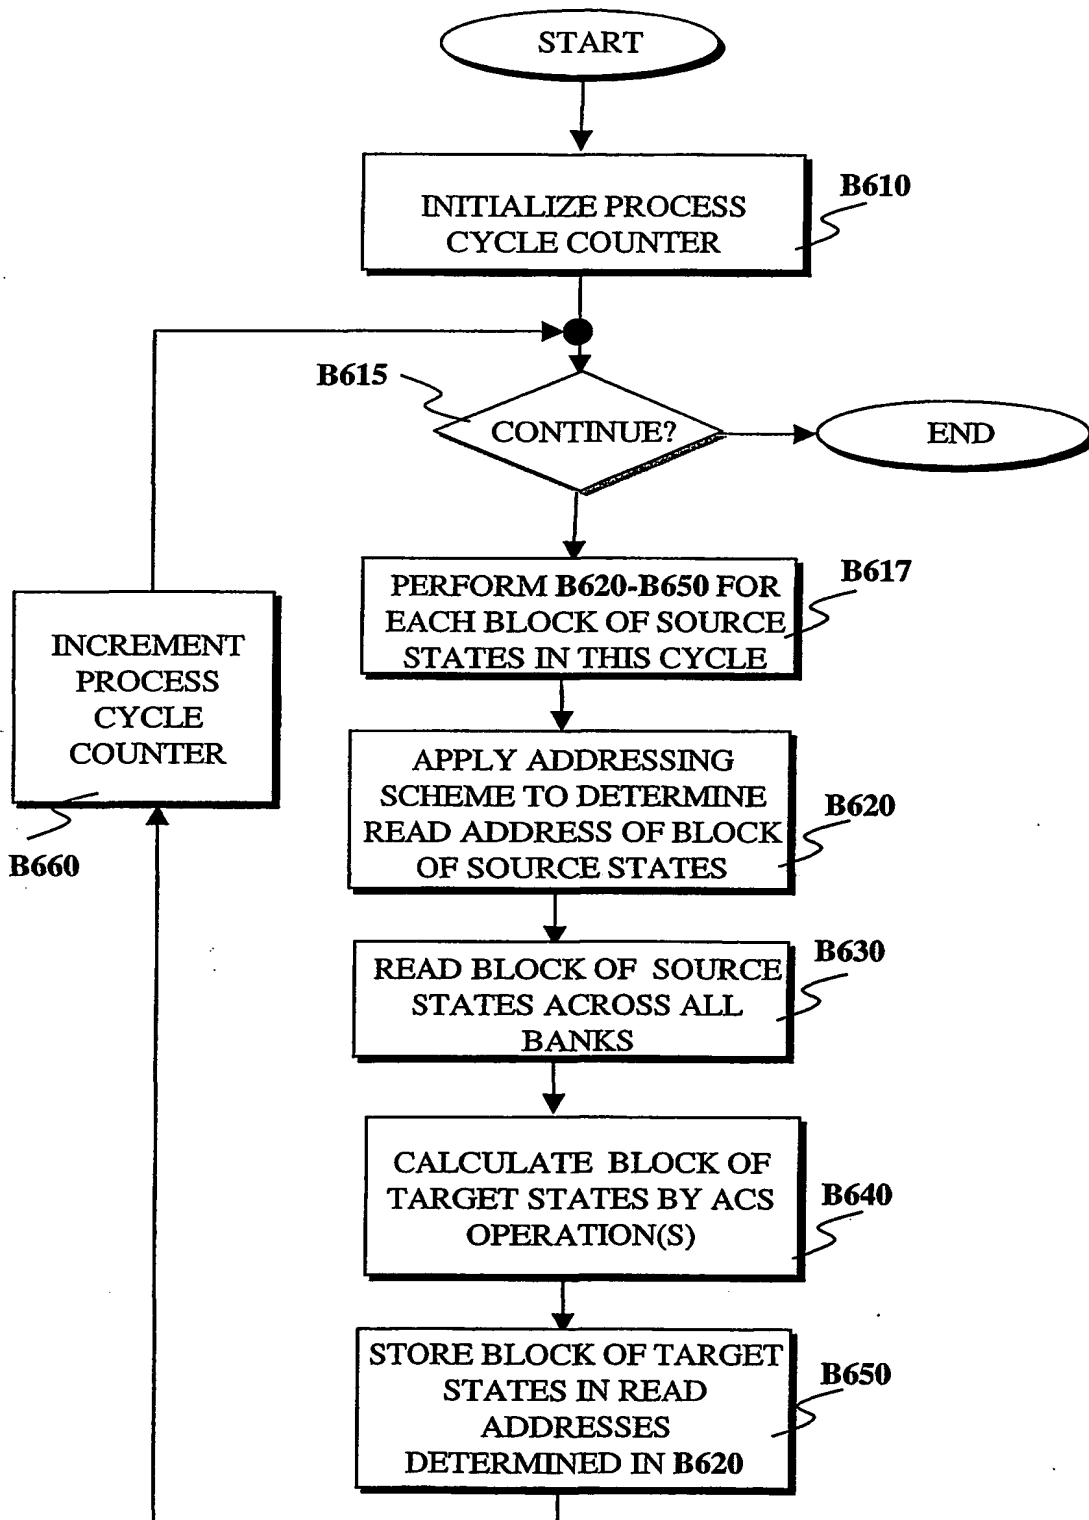 START
INITIALIZE PROCESS
CYCLE COUNTER
B610
B615
CONTINUE?
END
PERFORM B620-B650 FOR
EACH BLOCK OF SOURCE
STATES IN THIS CYCLE
B617
INCREMENT
PROCESS
CYCLE
COUNTER
B660
APPLY ADDRESSING
SCHEME TO DETERMINE
READ ADDRESS OF BLOCK
OF SOURCE STATES
B620
READ BLOCK OF SOURCE
STATES ACROSS ALL
BANKS
B630
CALCULATE BLOCK OF
TARGET STATES BY ACS
OPERATION(S)
B640
STORE BLOCK OF TARGET
STATES IN READ
ADDRESSES
DETERMINED IN B620
B650